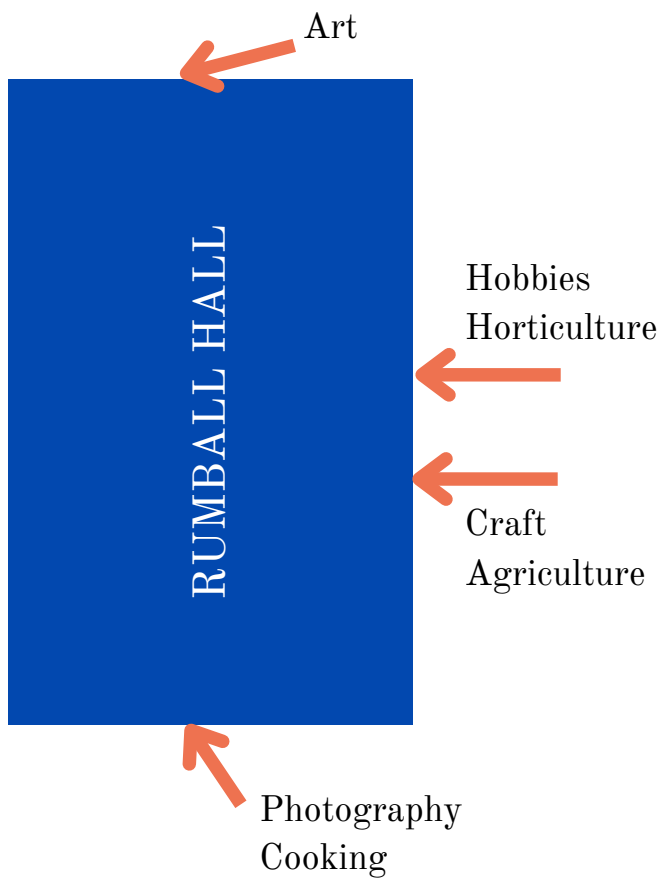 Art
RUMBALL HALL
Hobbies
Horticulture
Craft
Agriculture
Photography
Cooking